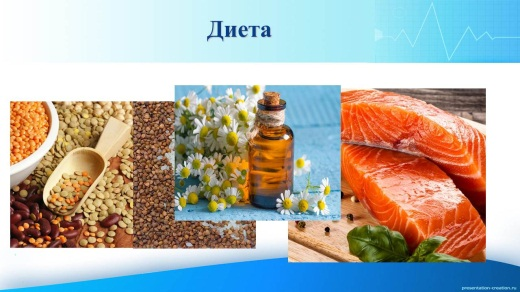 Диета
presentation-creation.ru